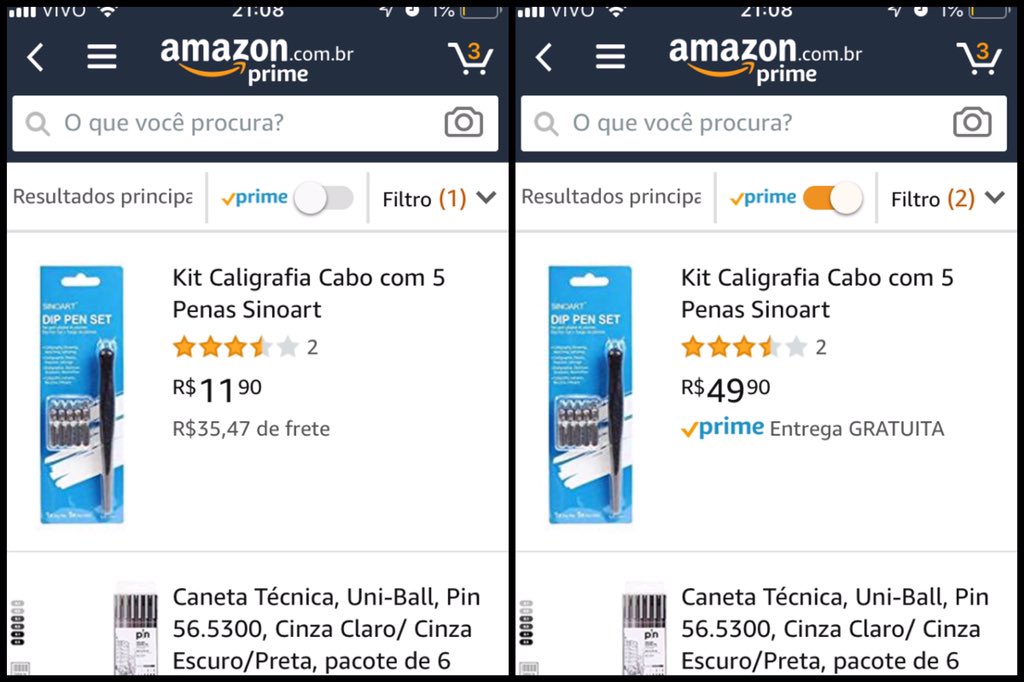 VIVO 21:08 1%
amazon.com.br
prime
3
O que você procura?
Resultados principa prime Filtro (1)
SINOART
DIP PEN SET
Kit Caligrafia Cabo com 5
Penas Sinoart
2
R$11 90
R$35,47 de frete
pin
Caneta Técnica, Uni-Ball, Pin
56.5300, Cinza Claro/ Cinza
Escuro/Preta, pacote de 6
VIVO 21:08 1%
amazon.com.br
prime
3
O que você procura?
Resultados principa prime Filtro (2)
SINOART
DIP PEN SET
Kit Caligrafia Cabo com 5
Penas Sinoart
2
R$49 90
prime Entrega GRATUITA
pin
Caneta Técnica, Uni-Ball, Pin
56.5300, Cinza Claro/ Cinza
Escuro/Preta, pacote de 6